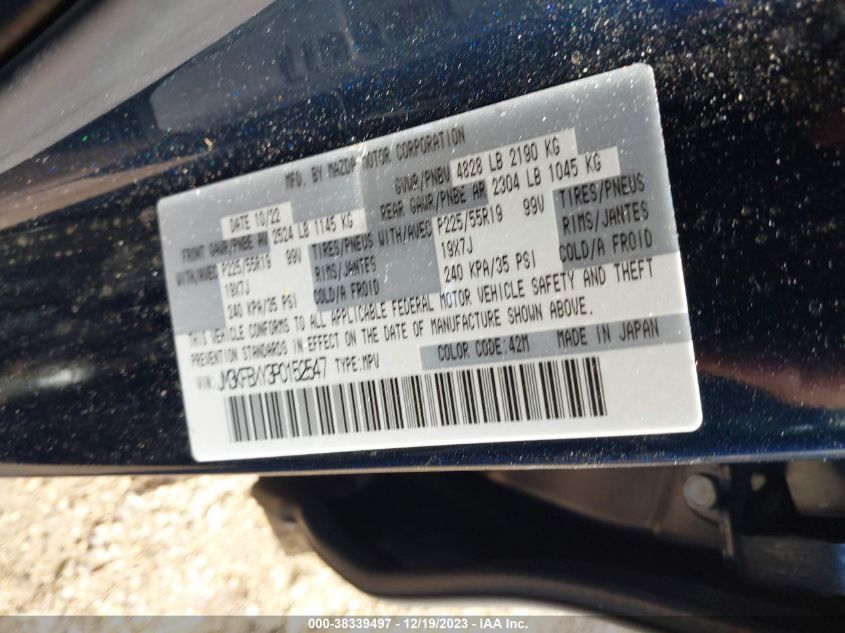 MFG. BY MAZDA MOTOR CORPORATION
DATE 10/22 GVWR/PNBV 4828 LB 2190 KG
FRONT GAWR/PNBE AV 2524 LB 1145 KG REAR GAWR/PNBE AR 2304 LB 1045 KG
WITH/AVEC P225/55R19 99V TIRES/PNEUS WITH/AVEC P225/55R19 99V TIRES/PNEUS
19X7J RIMS/JANTES 19X7J RIMS/JANTES
240 KPA/35 PSI COLD/A FROID 240 KPA/35 PSI COLD/A FROID
THIS VEHICLE CONFORMS TO ALL APPLICABLE FEDERAL MOTOR VEHICLE SAFETY AND THEFT
PREVENTION STANDARDS IN EFFECT ON THE DATE OF MANUFACTURE SHOWN ABOVE.
VIN: TYPE:MPV COLOR CODE:42M MADE IN JAPAN
000-38339497 - 12/19/2023 - IAA